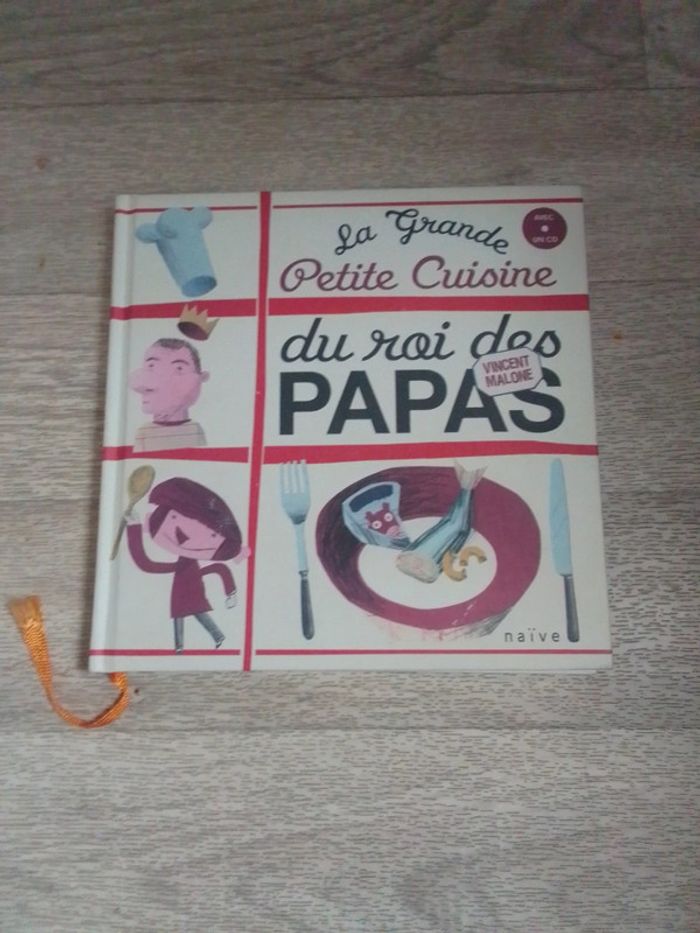 AVEC
UN CD
La Grande
Petite Cuisine
du roi des
PAPAS
VINCENT
MALONE
naïve